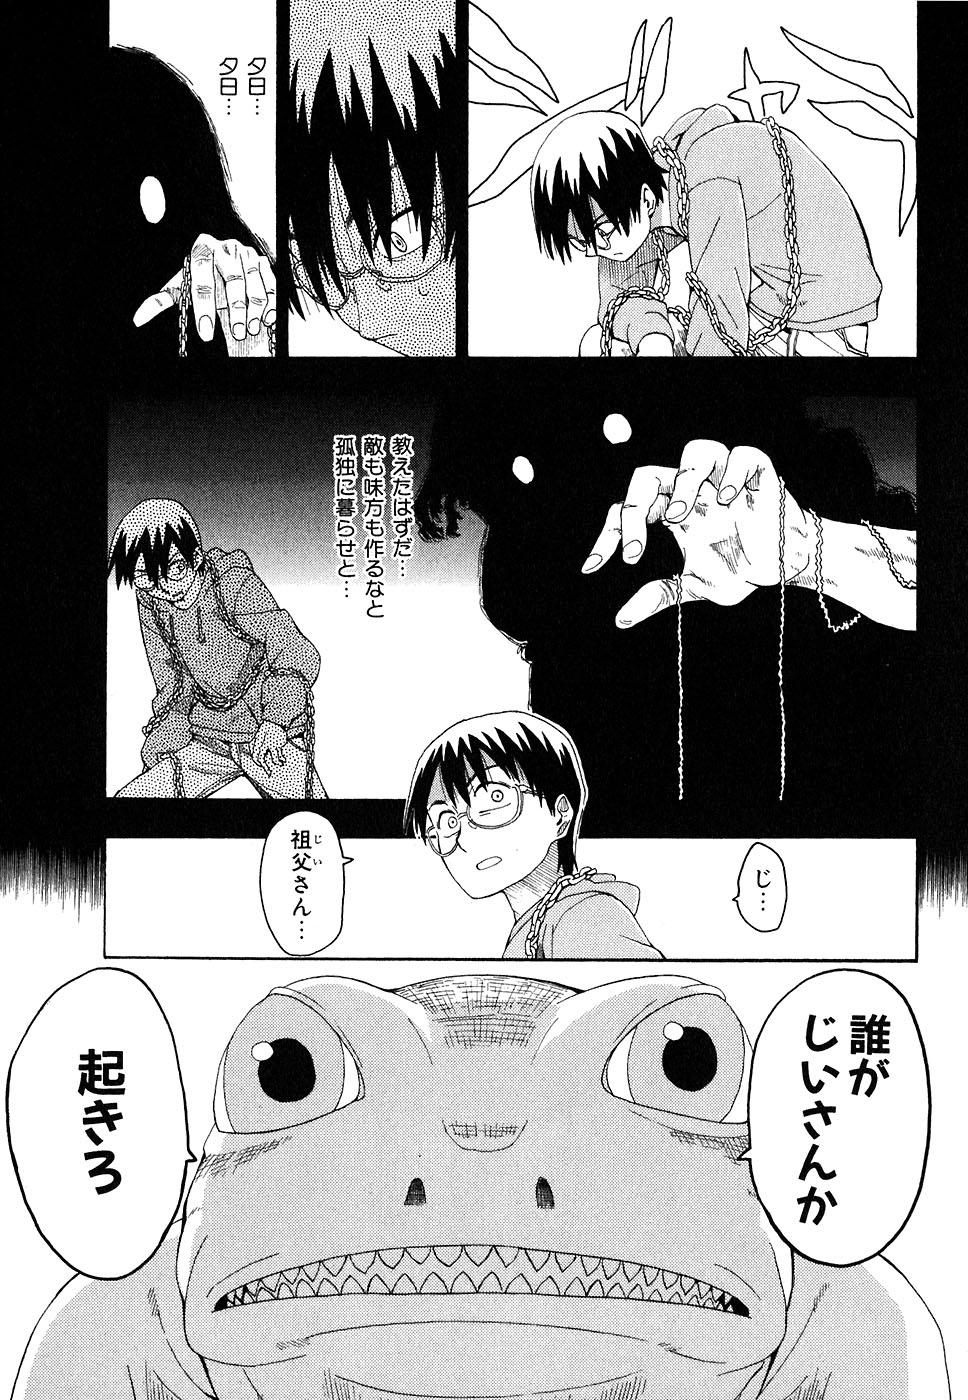 夕日…
夕日…
教えたはずだ…
敵も味方も作るなと
孤独に暮らせと…
じ…
祖父さん…
じい
誰が
じいさんか
起きろ